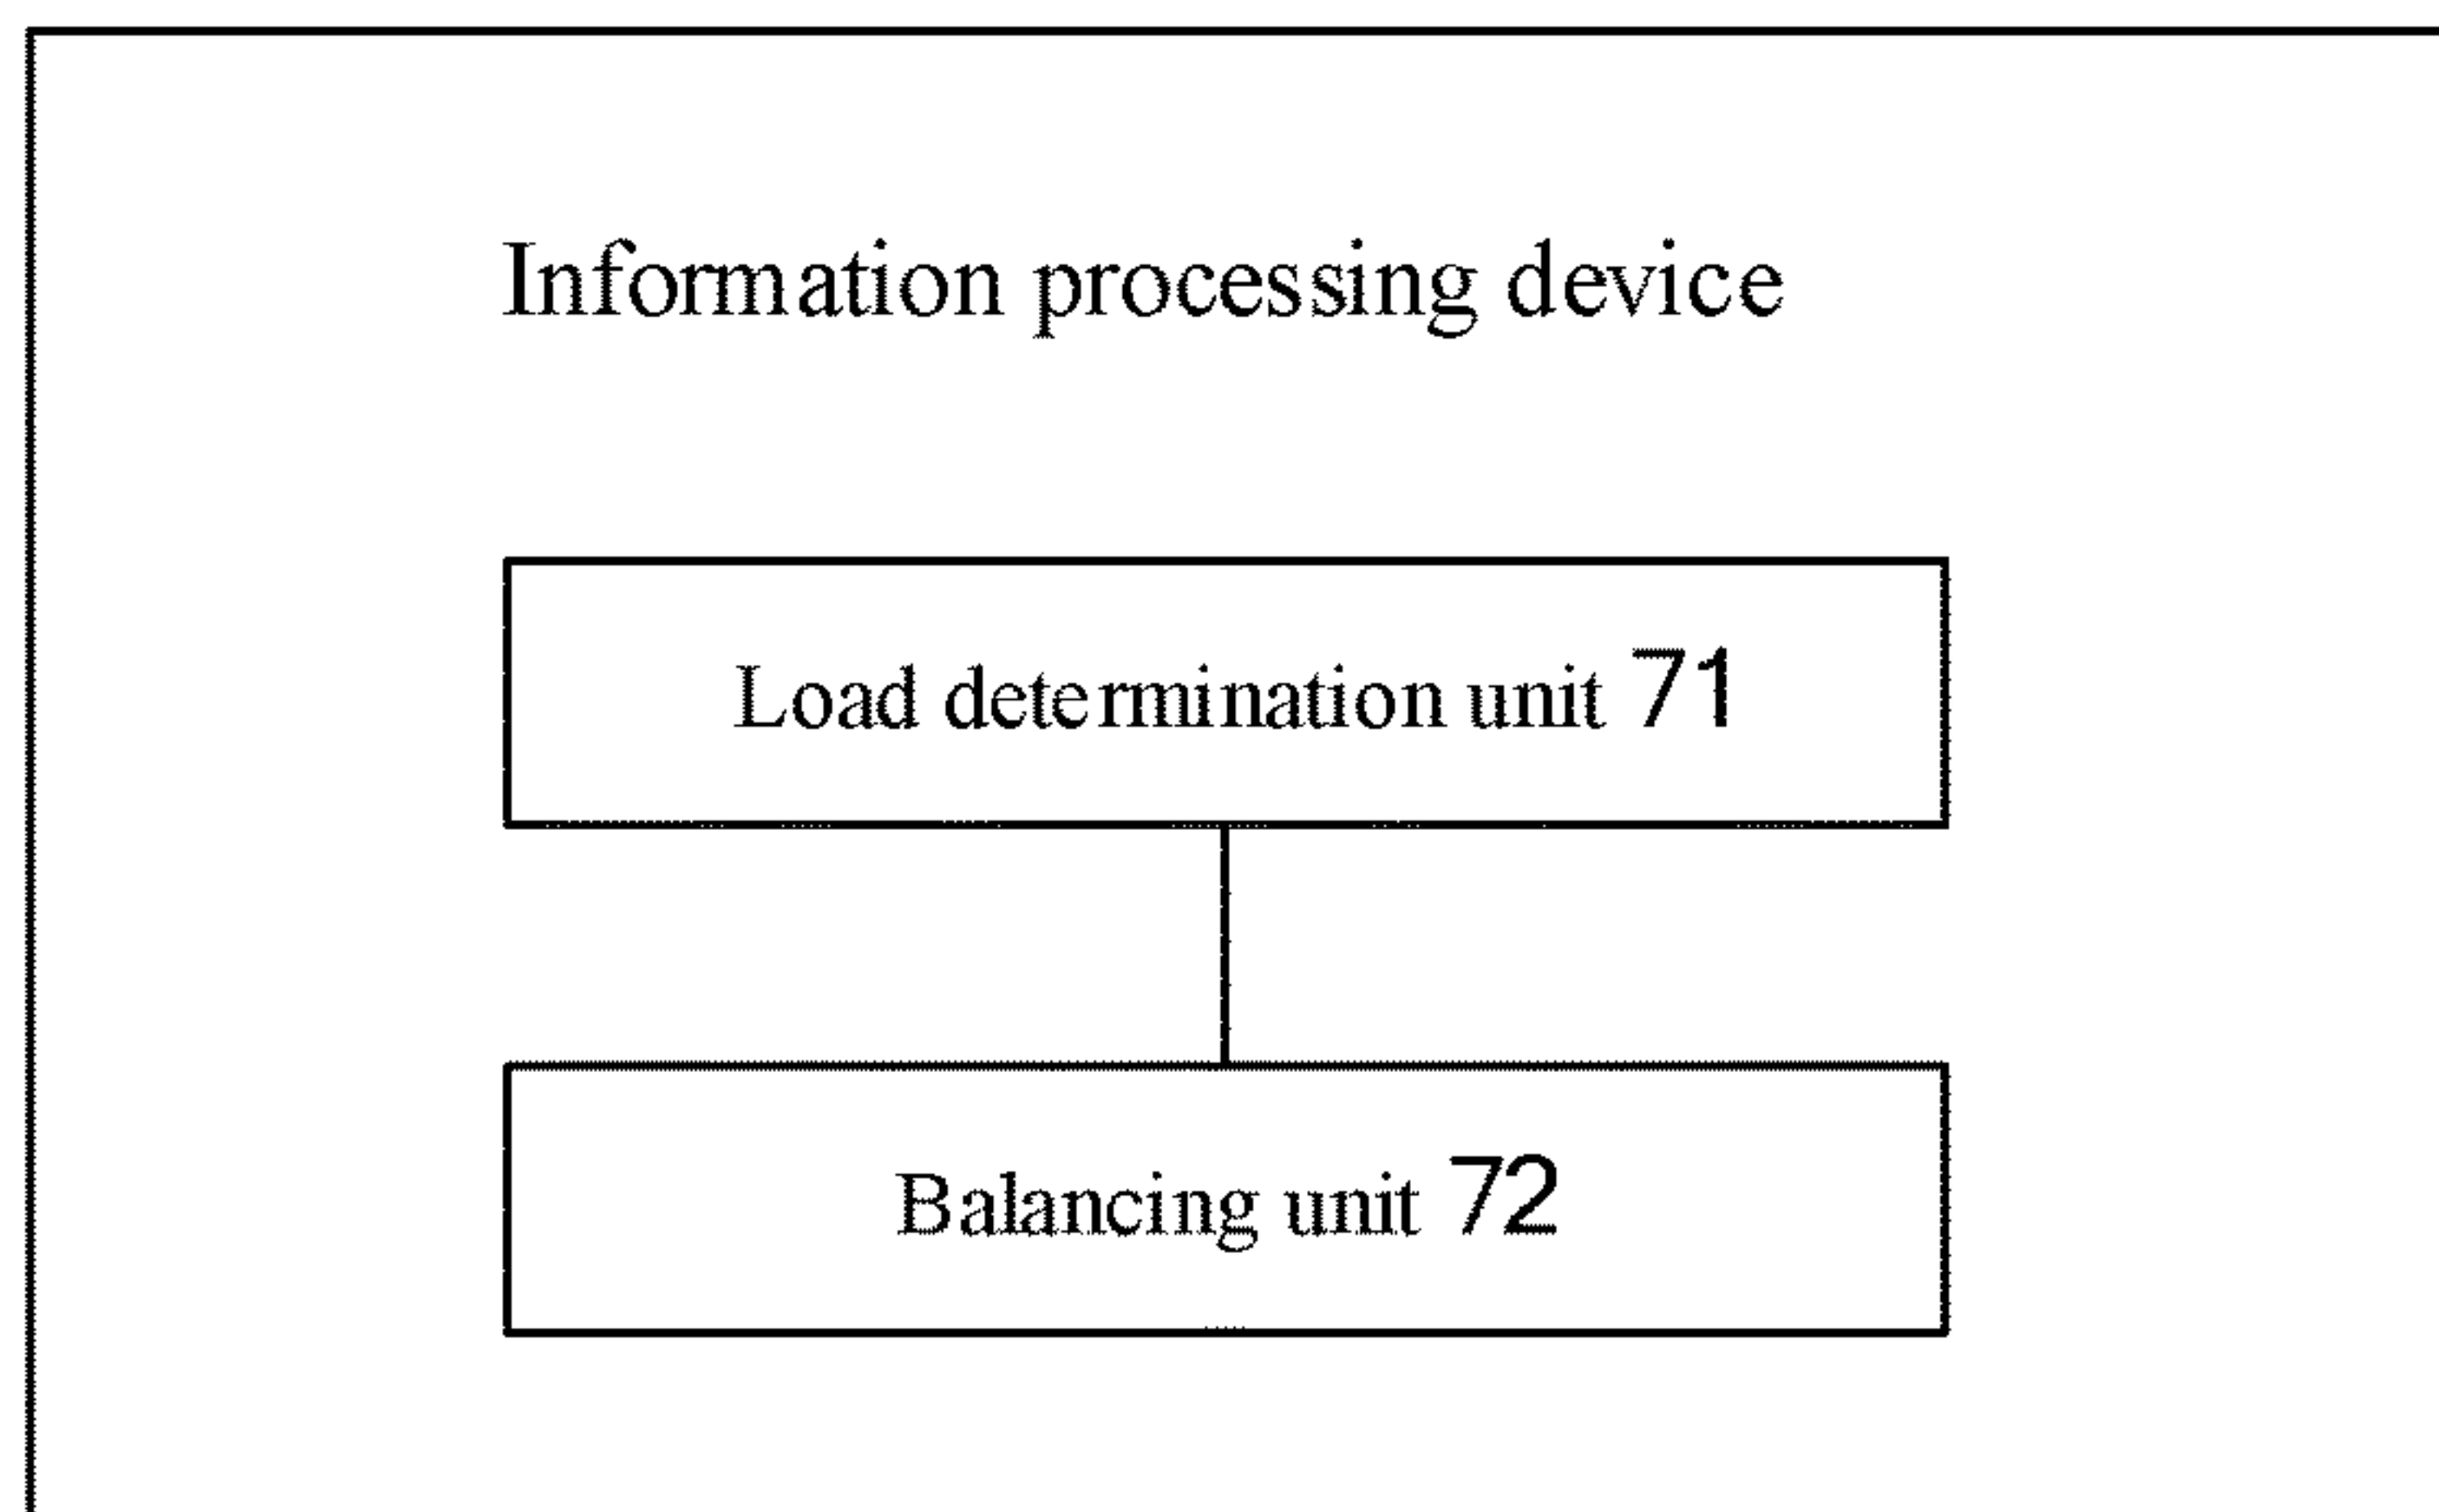 Information processing device
Load determination unit 71
Balancing unit 72